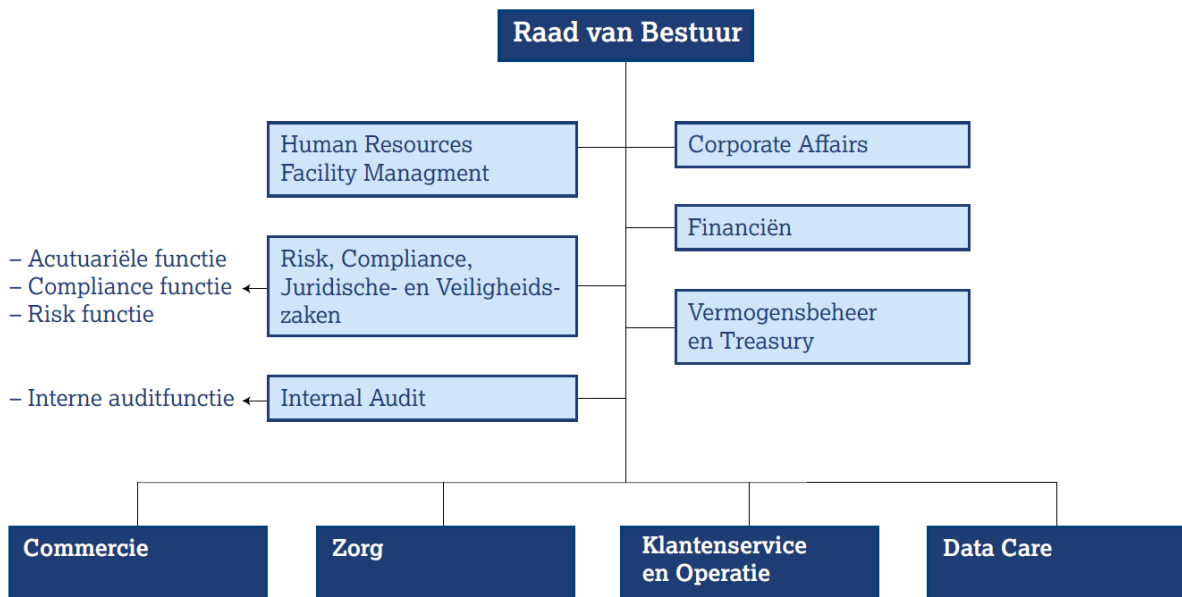 Raad van Bestuur
Human Resources
Facility Managment
Corporate Affairs
Financiën
– Acutuariële functie
– Compliance functie
– Risk functie
Risk, Compliance,
Juridische- en Veiligheids-
zaken
Vermogensbeheer
en Treasury
– Interne auditfunctie
Internal Audit
Commercie
Zorg
Klantenservice
en Operatie
Data Care